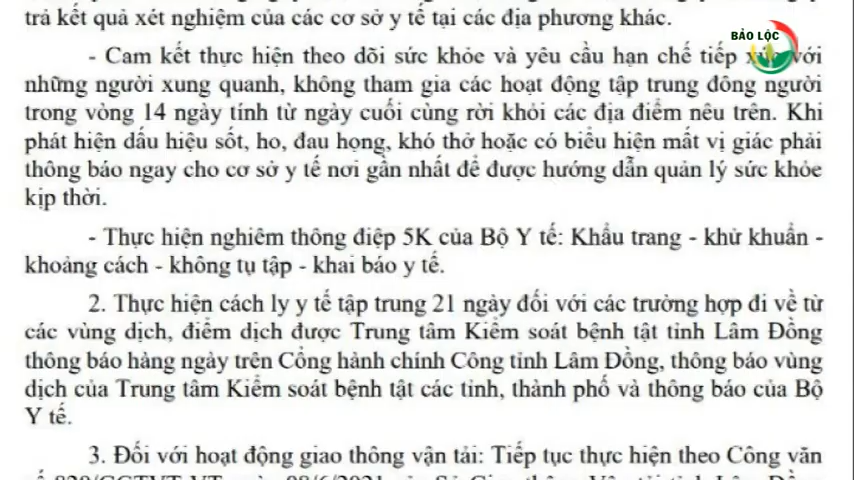 trả kết quả xét nghiệm của các cơ sở y tế tại các địa phương khác.
BẢO LỘC
- Cam kết thực hiện theo dõi sức khỏe và yêu cầu hạn chế tiếp xúc với
những người xung quanh, không tham gia các hoạt động tập trung đông người
trong vòng 14 ngày tính từ ngày cuối cùng rời khỏi các địa điểm nêu trên. Khi
phát hiện dấu hiệu sốt, ho, đau họng, khó thở hoặc có biểu hiện mất vị giác phải
thông báo ngay cho cơ sở y tế nơi gần nhất để được hướng dẫn quản lý sức khỏe
kịp thời.
- Thực hiện nghiêm thông điệp 5K của Bộ Y tế: Khẩu trang - khử khuẩn -
khoảng cách - không tụ tập - khai báo y tế.
2. Thực hiện cách ly y tế tập trung 21 ngày đối với các trường hợp đi về từ
các vùng dịch, điểm dịch được Trung tâm Kiểm soát bệnh tật tỉnh Lâm Đồng
thông báo hàng ngày trên Cổng hành chính Công tỉnh Lâm Đồng, thông báo vùng
dịch của Trung tâm Kiểm soát bệnh tật các tỉnh, thành phố và thông báo của Bộ
Y tế.
3. Đối với hoạt động giao thông vận tải: Tiếp tục thực hiện theo Công văn